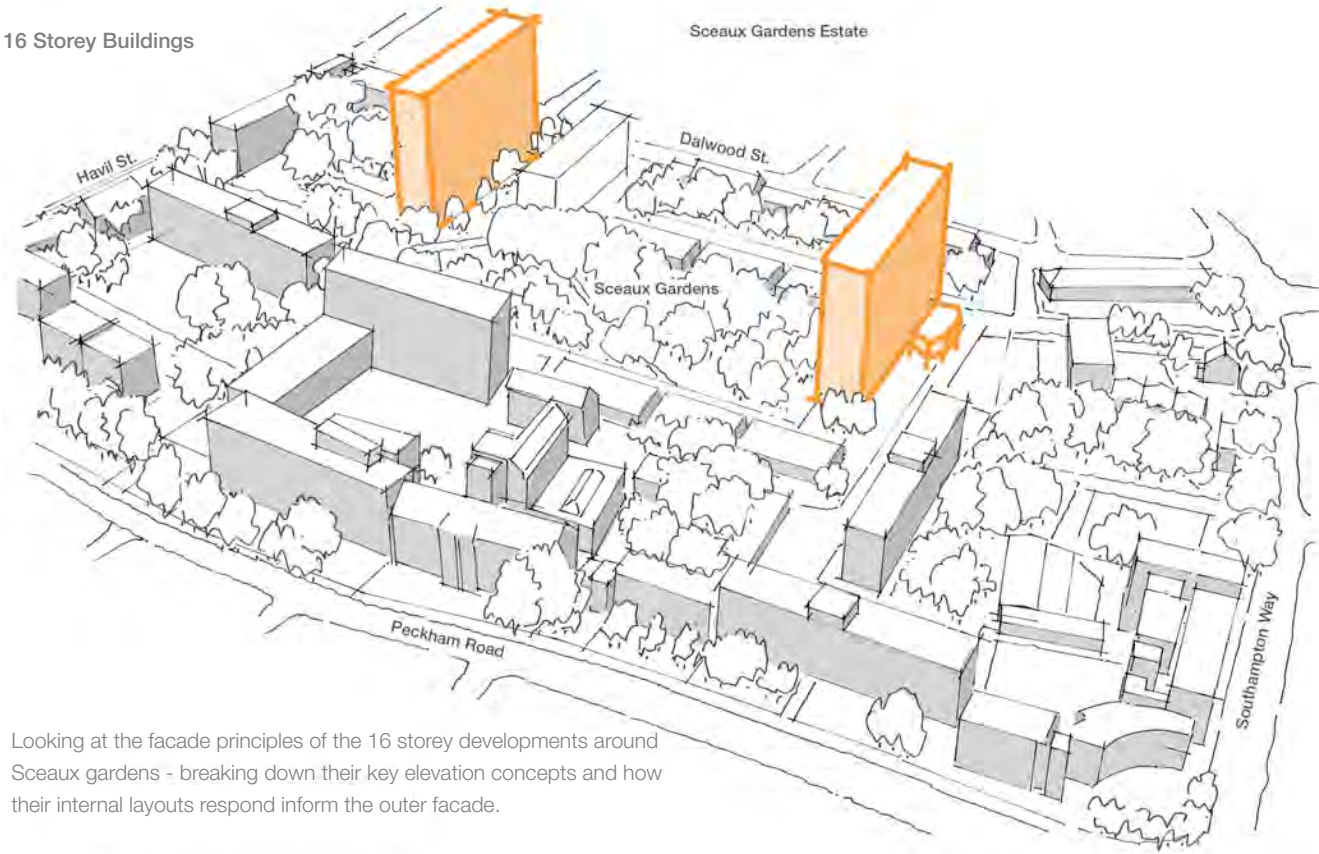 16 Storey Buildings
Sceaux Gardens Estate
Havil St.
Dalwood St.
Sceaux Gardens
Peckham Road
Southampton Way
Looking at the facade principles of the 16 storey developments around
Sceaux gardens - breaking down their key elevation concepts and how
their internal layouts respond inform the outer facade.